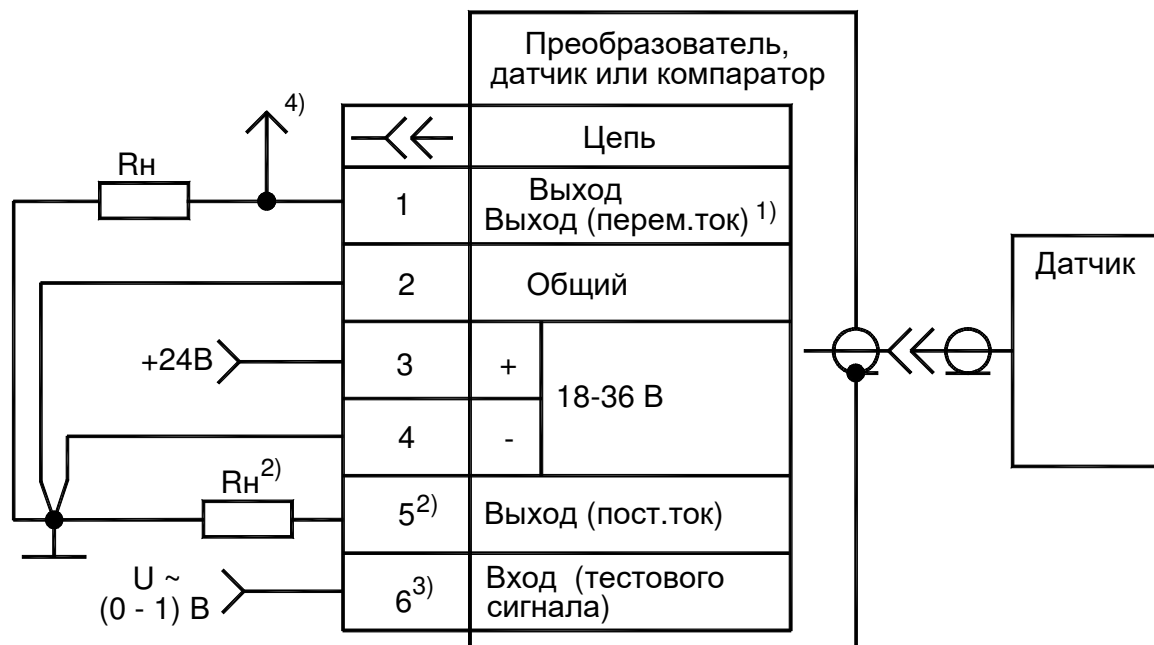 Преобразователь,
датчик или компаратор
4)
Цепь
Rн
1
Выход
Выход (перем.ток) 1)
2
Общий
Датчик
+24В
3
+
18-36 В
4
-
Rн2)
52)
Выход (пост.ток)
U ~
(0 - 1) В
63)
Вход (тестового
сигнала)